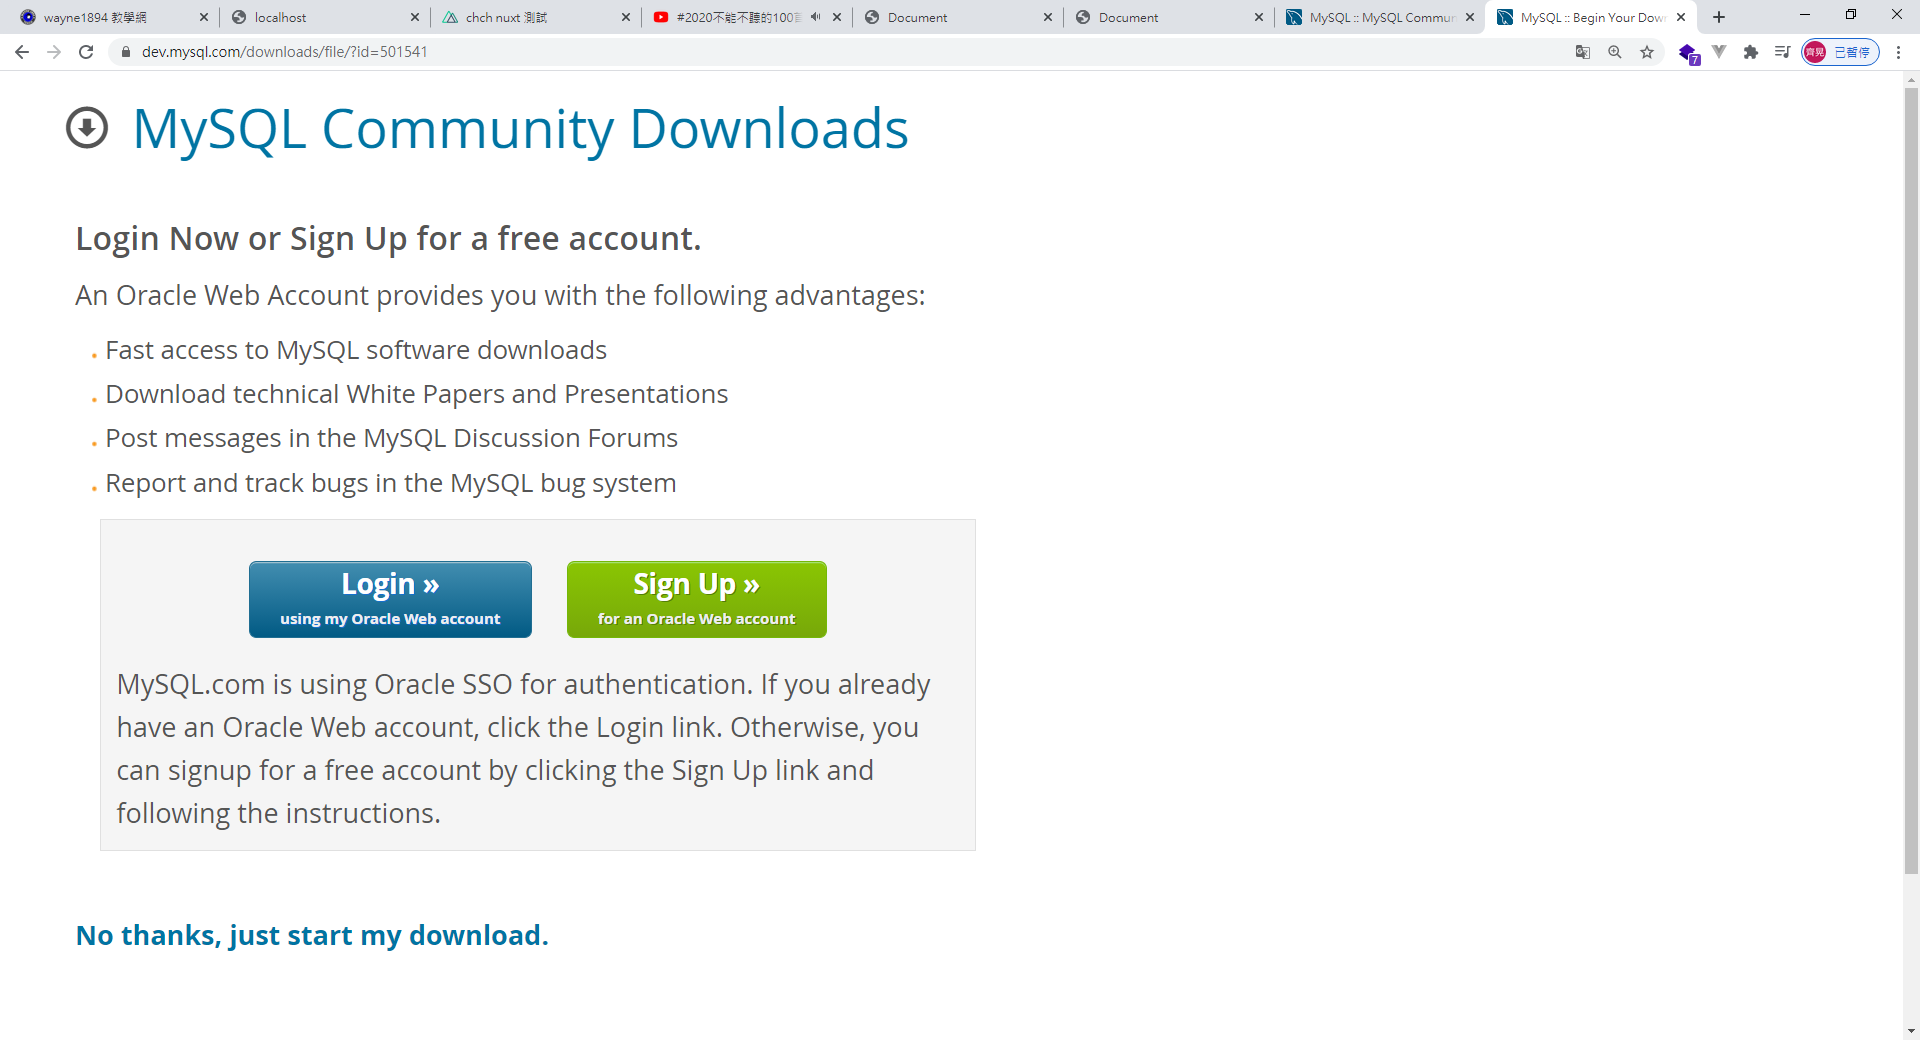 wayne1894 教學網
localhost
chch nuxt 測試
#2020不能不聽的100
Document
Document
MySQL :: MySQL Commun
MySQL :: Begin Your Down
dev.mysql.com/downloads/file/?id=501541
7
齊晃
已暫停
MySQL Community Downloads
Login Now or Sign Up for a free account.
An Oracle Web Account provides you with the following advantages:
Fast access to MySQL software downloads
Download technical White Papers and Presentations
Post messages in the MySQL Discussion Forums
Report and track bugs in the MySQL bug system
Login »
using my Oracle Web account
Sign Up »
for an Oracle Web account
MySQL.com is using Oracle SSO for authentication. If you already
have an Oracle Web account, click the Login link. Otherwise, you
can signup for a free account by clicking the Sign Up link and
following the instructions.
No thanks, just start my download.